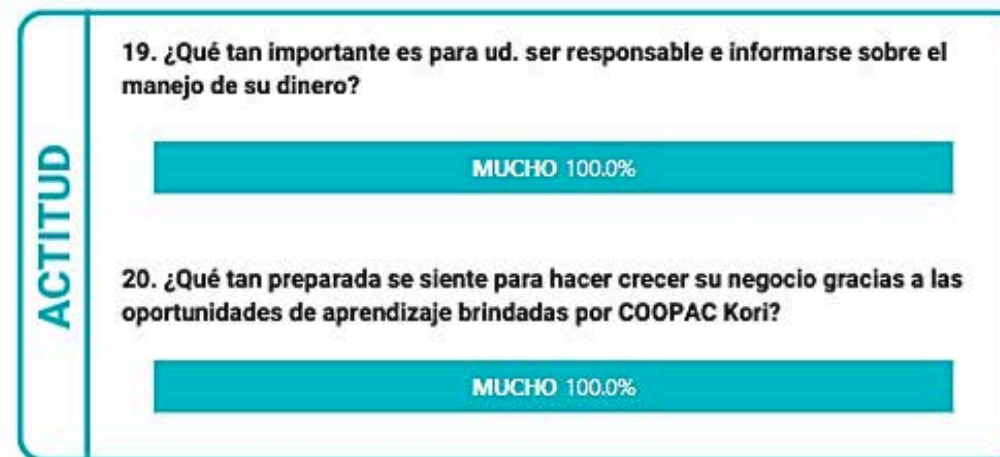 ACTITUD
19. ¿Qué tan importante es para ud. ser responsable e informarse sobre el
manejo de su dinero?
MUCHO 100.0%
20. ¿Qué tan preparada se siente para hacer crecer su negocio gracias a las
oportunidades de aprendizaje brindadas por COOPAC Kori?
MUCHO 100.0%